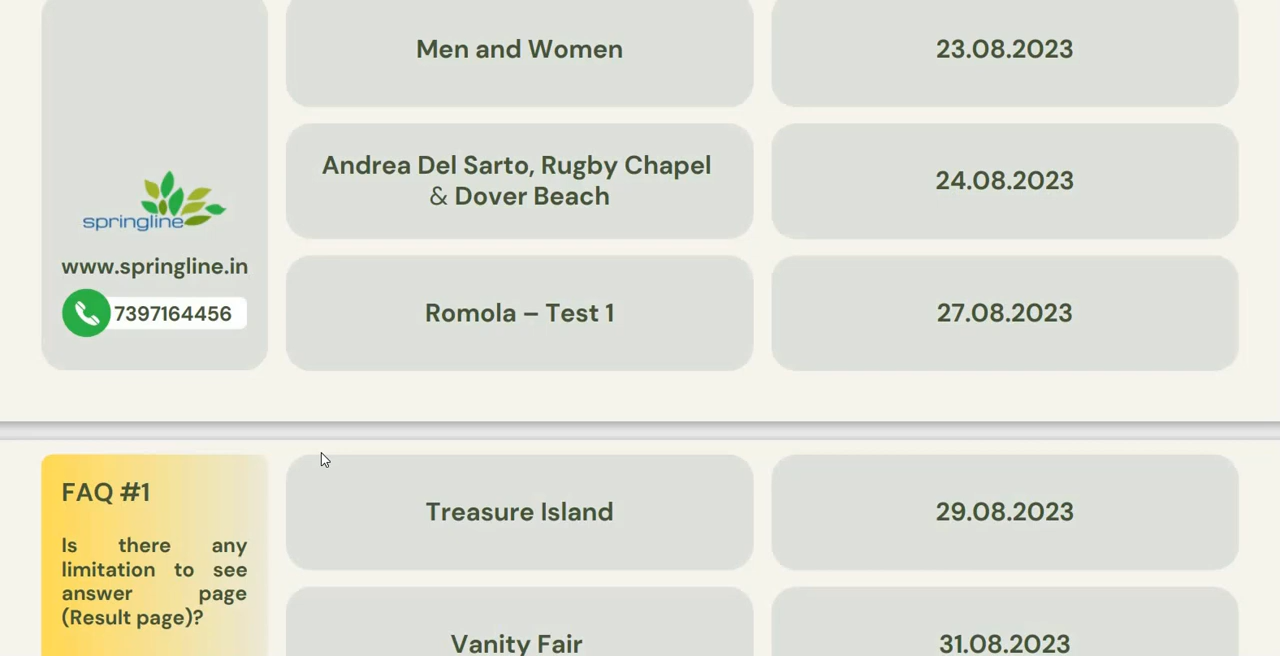 Men and Women
23.08.2023
Andrea Del Sarto, Rugby Chapel
& Dover Beach
24.08.2023
springline
www.springline.in
7397164456
Romola – Test 1
27.08.2023
FAQ #1
Is there any
limitation to see
answer page
(Result page)?
Treasure Island
29.08.2023
Vanity Fair
31.08.2023